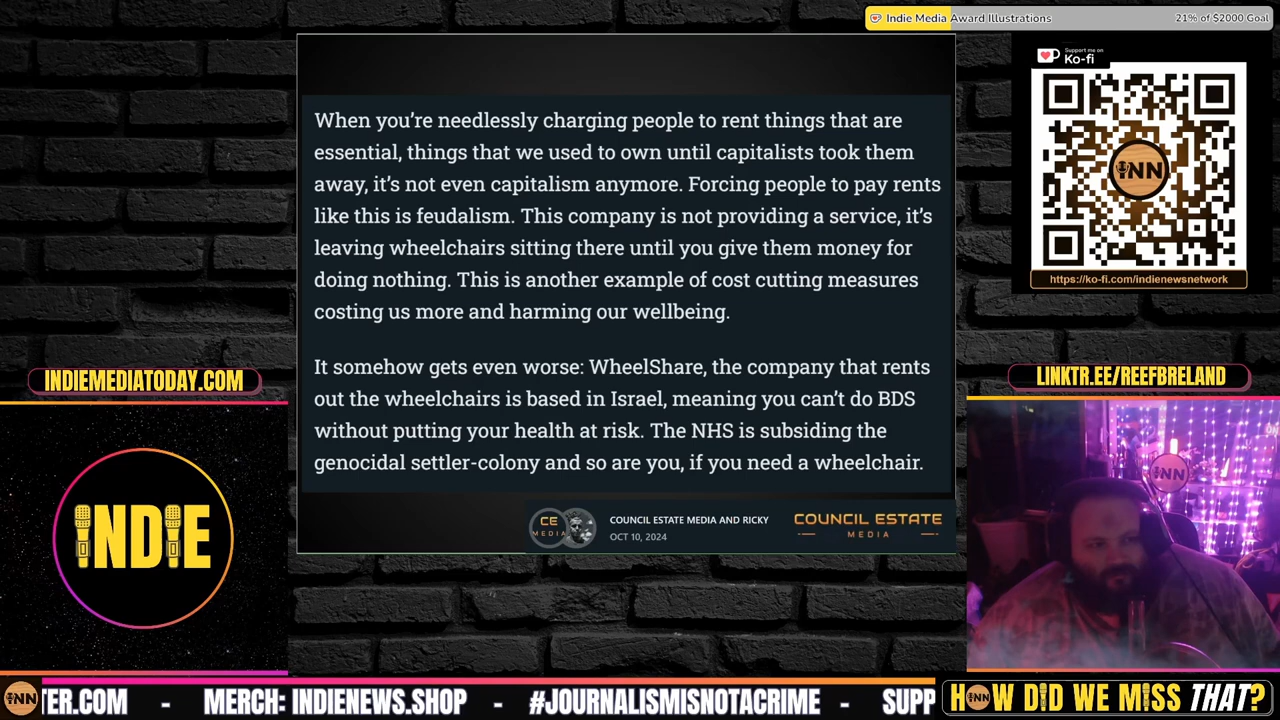 Indie Media Award Illustrations
21% of $2000 Goal
Support me on
Ko-fi
iNN
https://ko-fi.com/indienewsnetwork
When you’re needlessly charging people to rent things that are
essential, things that we used to own until capitalists took them
away, it’s not even capitalism anymore. Forcing people to pay rents
like this is feudalism. This company is not providing a service, it’s
leaving wheelchairs sitting there until you give them money for
doing nothing. This is another example of cost cutting measures
costing us more and harming our wellbeing.
It somehow gets even worse: WheelShare, the company that rents
out the wheelchairs is based in Israel, meaning you can’t do BDS
without putting your health at risk. The NHS is subsiding the
genocidal settler-colony and so are you, if you need a wheelchair.
CE
MEDIA
COUNCIL ESTATE MEDIA AND RICKY
OCT 10, 2024
COUNCIL ESTATE
MEDIA
INDIEMEDIATODAY.COM
LINKTR.EE/REEFBRELAND
iNDiE
iNN
iNN
TER.COM - MERCH: INDIENEWS.SHOP - #JOURNALISMISNOTACRIME - SUPP
HOW DID WE MISS THAT?